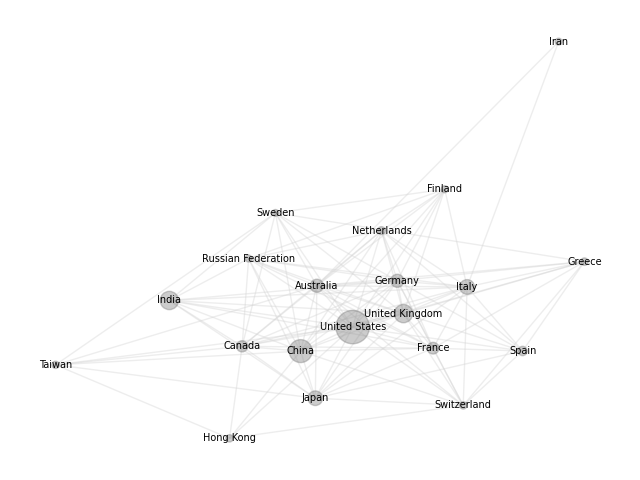 Iran
Finland
Sweden
Netherlands
Russian Federation
Greece
Germany
Australia
Italy
India
United Kingdom
United States
Canada
China
France
Spain
Taiwan
Japan
Switzerland
Hong Kong